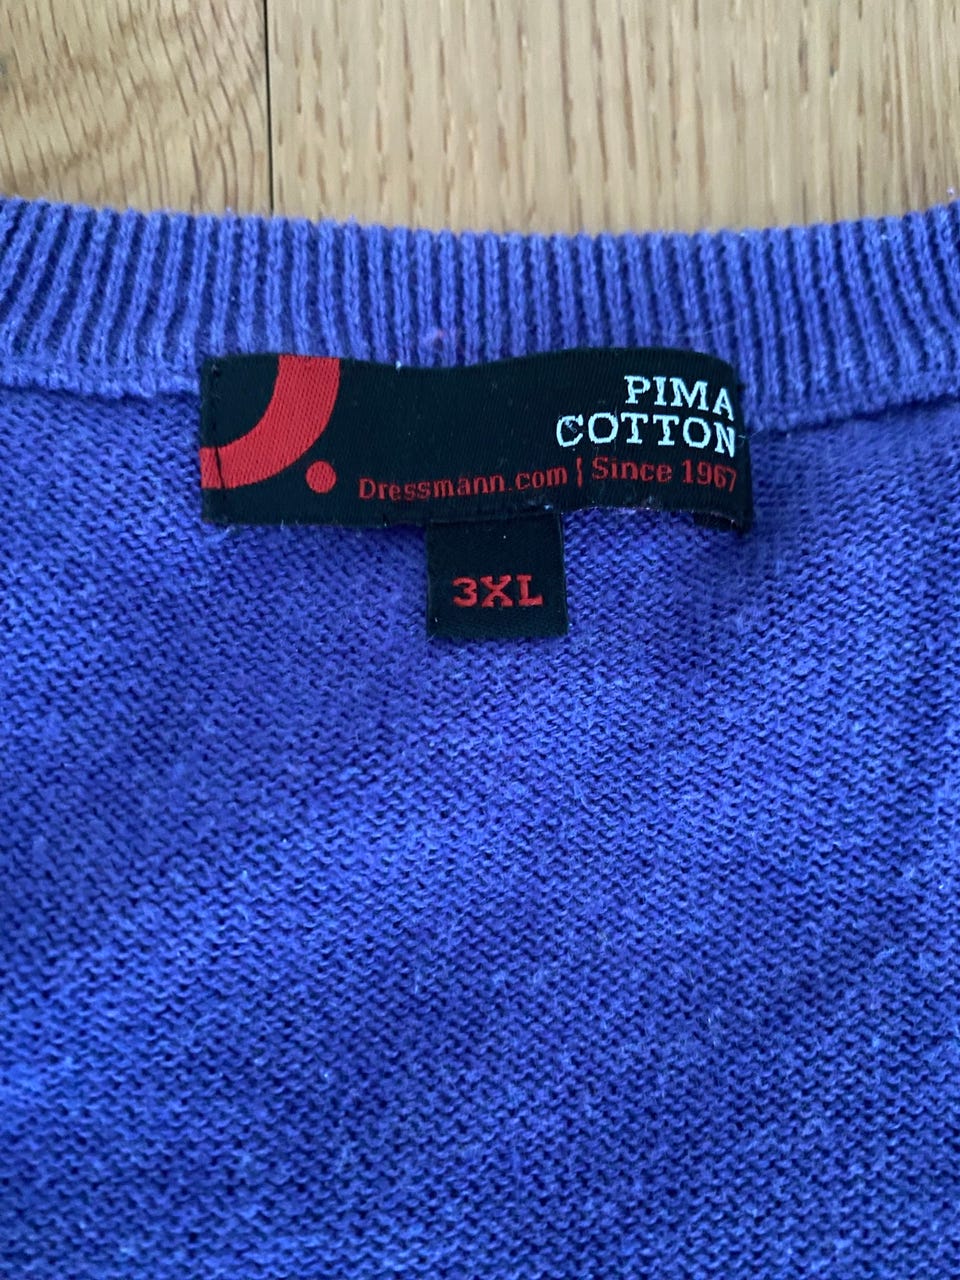 PIMA
COTTON
Dressmann.com | Since 1967
3XL